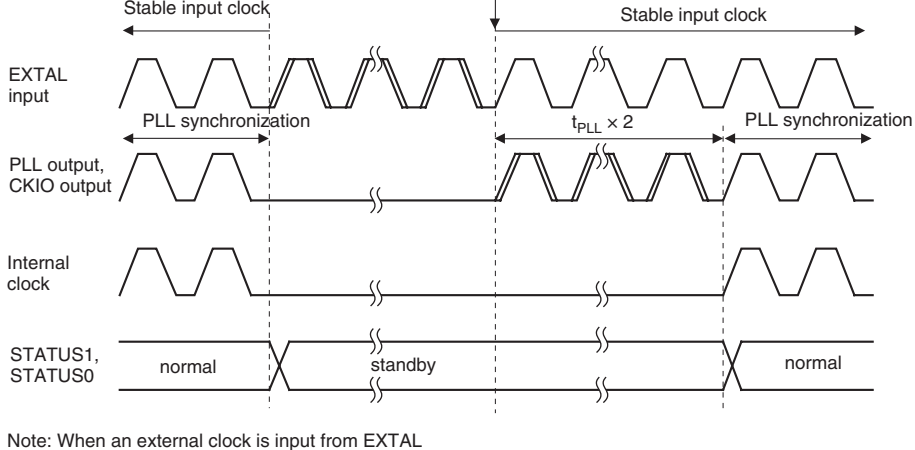 Stable input clock
Stable input clock
EXTAL
input
PLL synchronization
t_PLL × 2
PLL synchronization
PLL output,
CKIO output
Internal
clock
STATUS1,
STATUS0
normal
standby
normal
Note: When an external clock is input from EXTAL